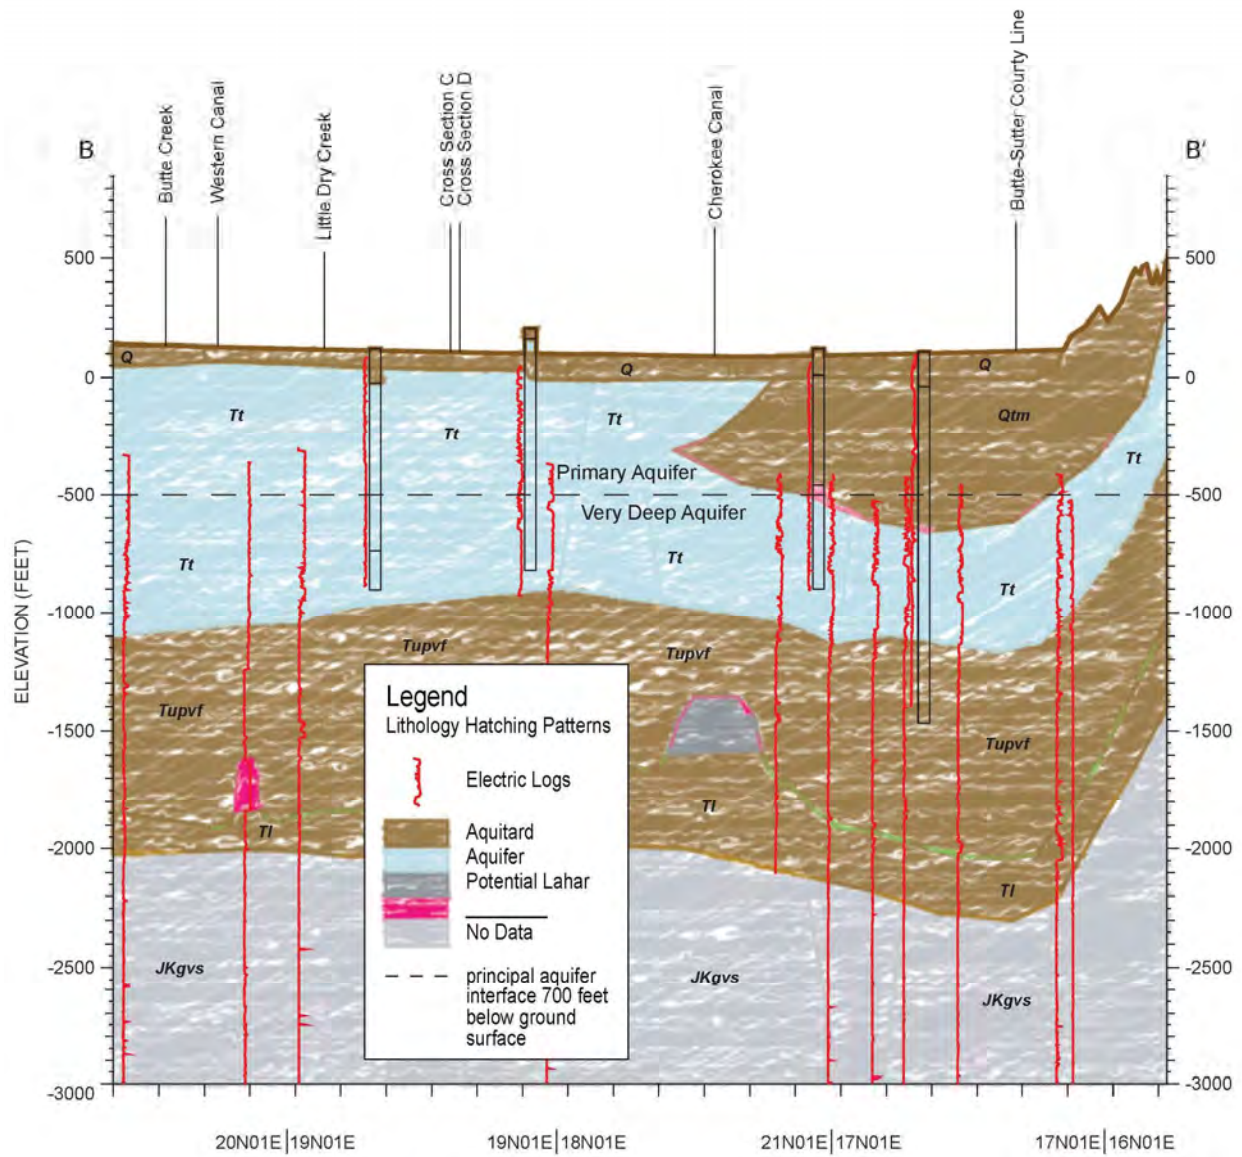 Butte Creek
Western Canal
Little Dry Creek
Cross Section C
Cross Section D
Cherokee Canal
Butte-Sutter Courty Line
B
B'
500
500
Q
Q
Q
0
0
Tt
Tt
Tt
Qtm
Tt
Primary Aquifer
-500
-500
Very Deep Aquifer
Tt
Tt
Tt
-1000
-1000
ELEVATION (FEET)
Tupvf
Tupvf
Tupvf
Tupvf
-1500
-1500
Tl
Tl
Tl
-2000
-2000
Legend
Lithology Hatching Patterns
Electric Logs
Aquitard
Aquifer
Potential Lahar
No Data
principal aquifer
interface 700 feet
below ground
surface
JKgvs
JKgvs
JKgvs
-2500
-2500
-3000
-3000
20N01E|19N01E
19N01E|18N01E
21N01E|17N01E
17N01E|16N01E